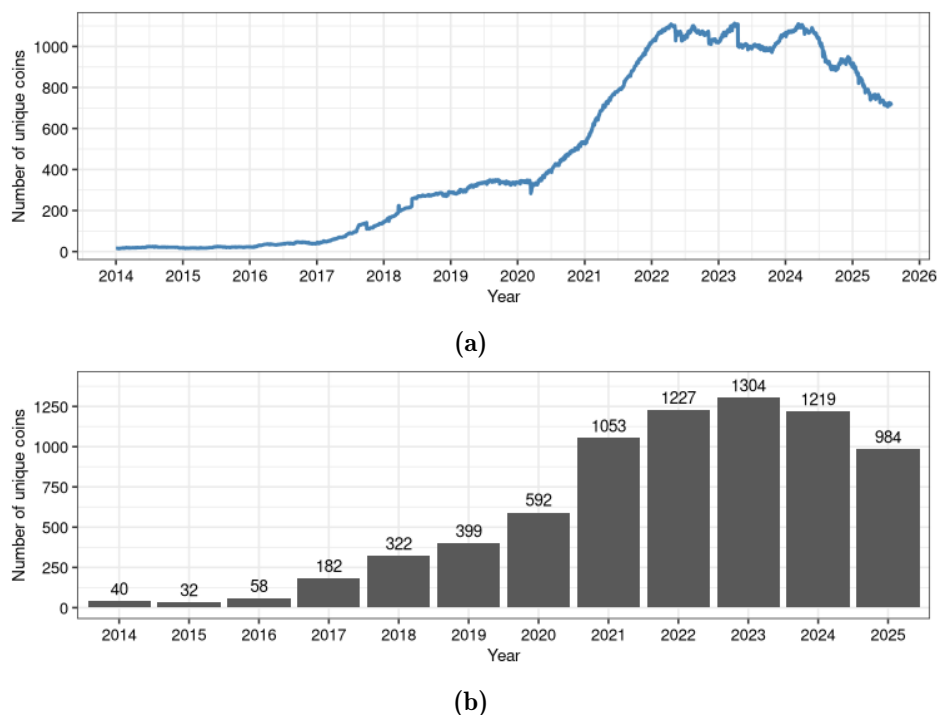 Number of unique coins
1000
800
600
400
200
0
2014 2015 2016 2017 2018 2019 2020 2021 2022 2023 2024 2025 2026
Year
(a)
Number of unique coins
1250
1000
750
500
250
0
40 32 58 182 322 399 592 1053 1227 1304 1219 984
2014 2015 2016 2017 2018 2019 2020 2021 2022 2023 2024 2025
Year
(b)